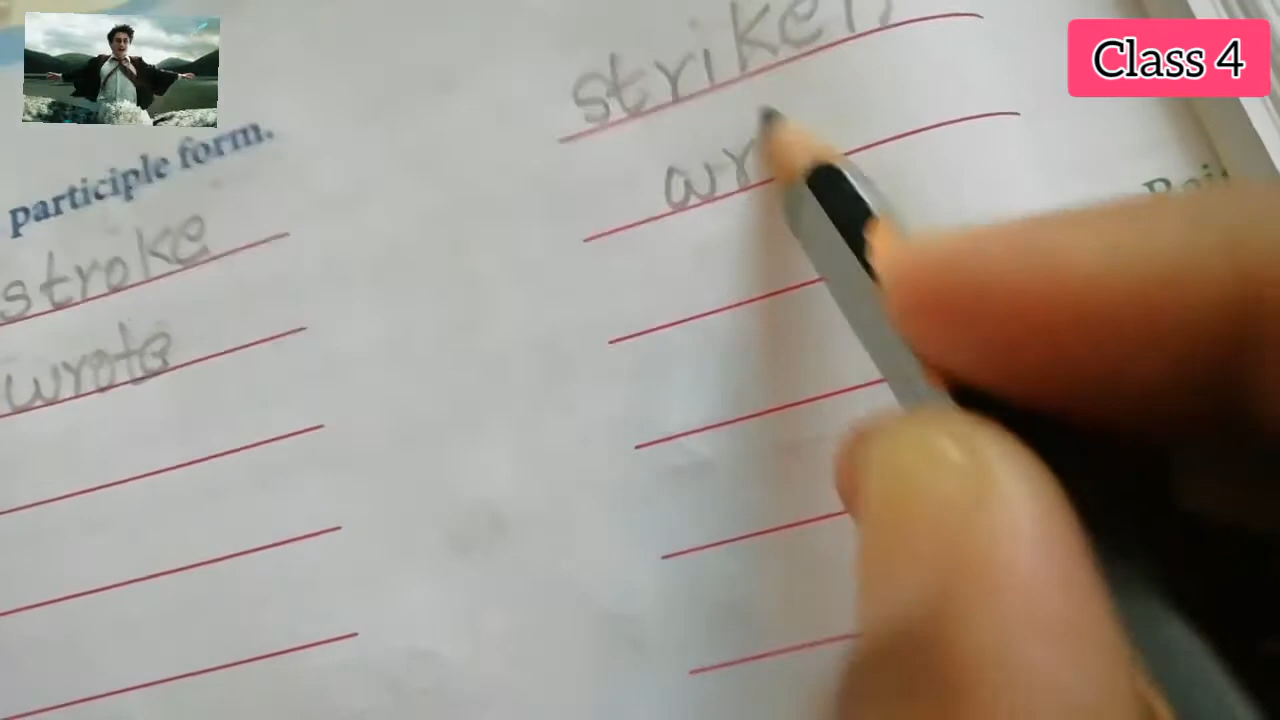 Class 4
participle form.
striken
stroke
wr
wrote